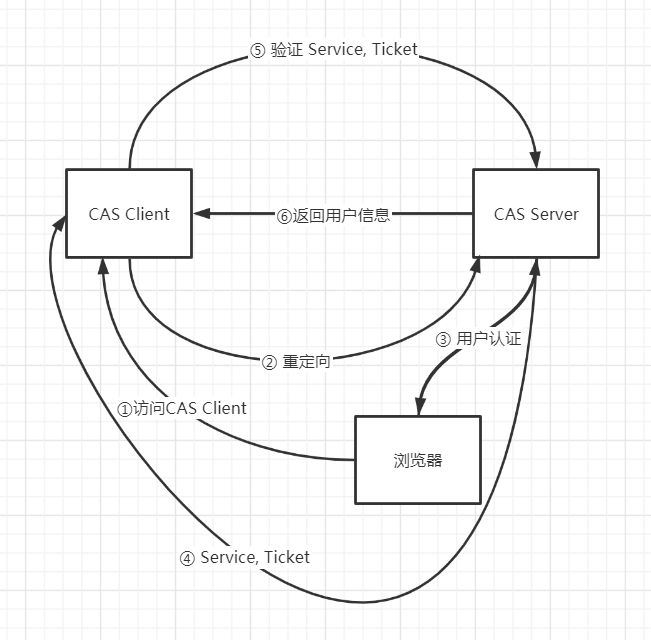 ⑤ 验证 Service, Ticket
CAS Client
CAS Server
⑥返回用户信息
③ 用户认证
② 重定向
①访问CAS Client
浏览器
④ Service, Ticket